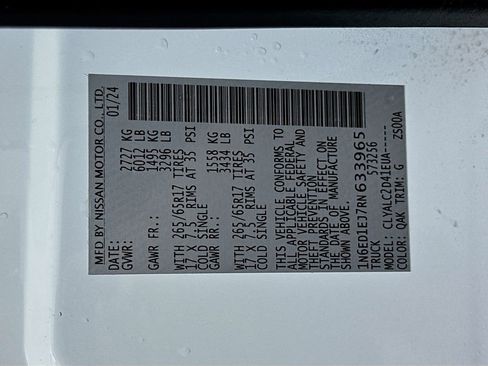 MFD BY NISSAN MOTOR CO., LTD.
DATE: 01/24
GVWR: 2727 KG
6012 LB
GAWR FR.: 1495 KG
3296 LB
WITH 265/65R17 TIRES
17 X 7.5 RIMS AT 35 PSI
COLD SINGLE
GAWR RR.: 1558 KG
3434 LB
WITH 265/65R17 TIRES
17 X 7.5 RIMS AT 35 PSI
COLD SINGLE
THIS VEHICLE CONFORMS TO
ALL APPLICABLE FEDERAL
MOTOR VEHICLE SAFETY AND
THEFT PREVENTION
STANDARDS IN EFFECT ON
THE DATE OF MANUFACTURE
SHOWN ABOVE.
1N6ED1EJ7RN633965
TRUCK 573256
MODEL: CLYALC2D41EUA-----
COLOR: QAK TRIM: G ZS00A